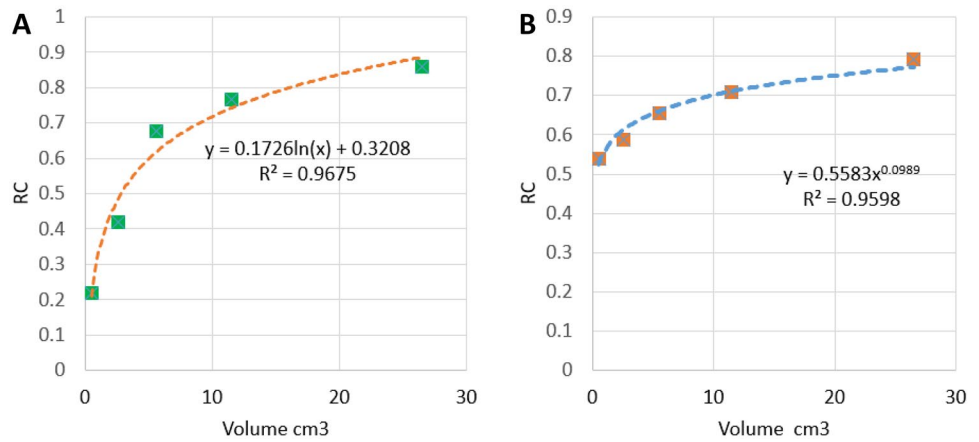 A
RC
1
0.9
0.8
0.7
0.6
0.5
0.4
0.3
0.2
0.1
0
y = 0.1726ln(x) + 0.3208
R² = 0.9675
0 10 20 30
Volume cm3
B
RC
0.9
0.8
0.7
0.6
0.5
0.4
0.3
0.2
0.1
0
y = 0.5583x^0.0989
R² = 0.9598
0 10 20 30
Volume cm3